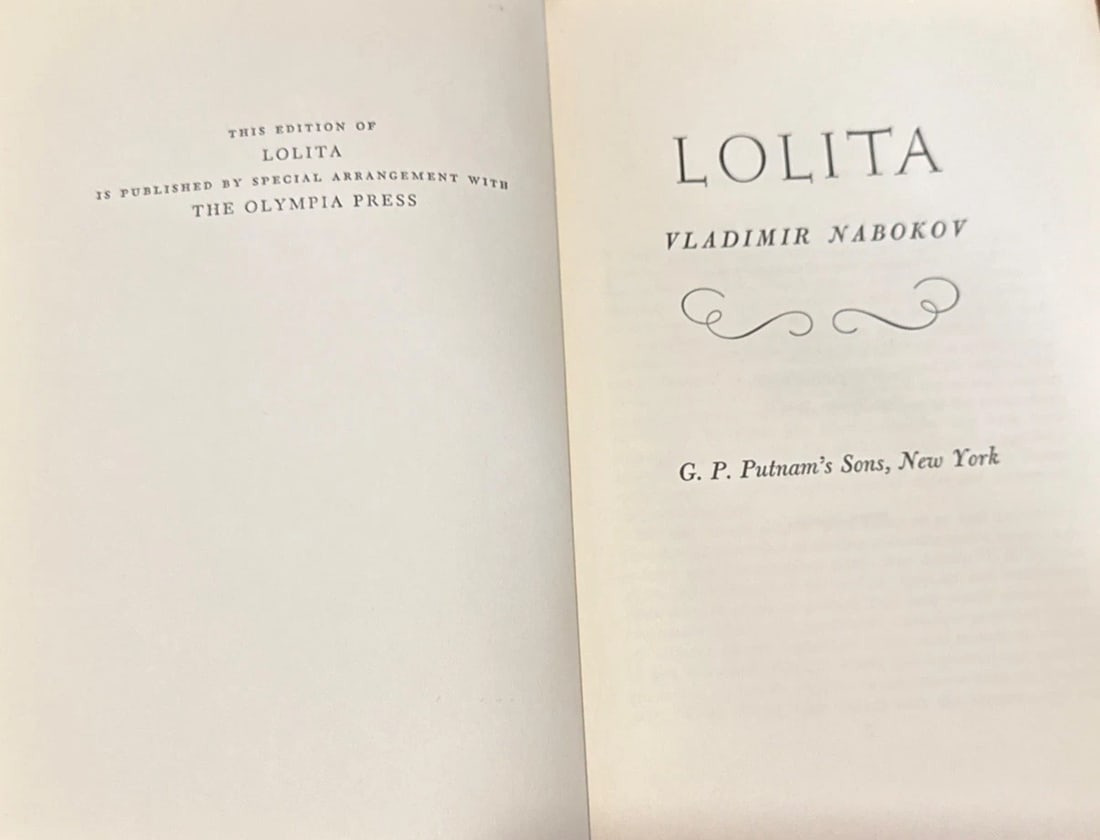 THIS EDITION OF
LOLITA
IS PUBLISHED BY SPECIAL ARRANGEMENT WITH
THE OLYMPIA PRESS
LOLITA
VLADIMIR NABOKOV
G. P. Putnam's Sons, New York